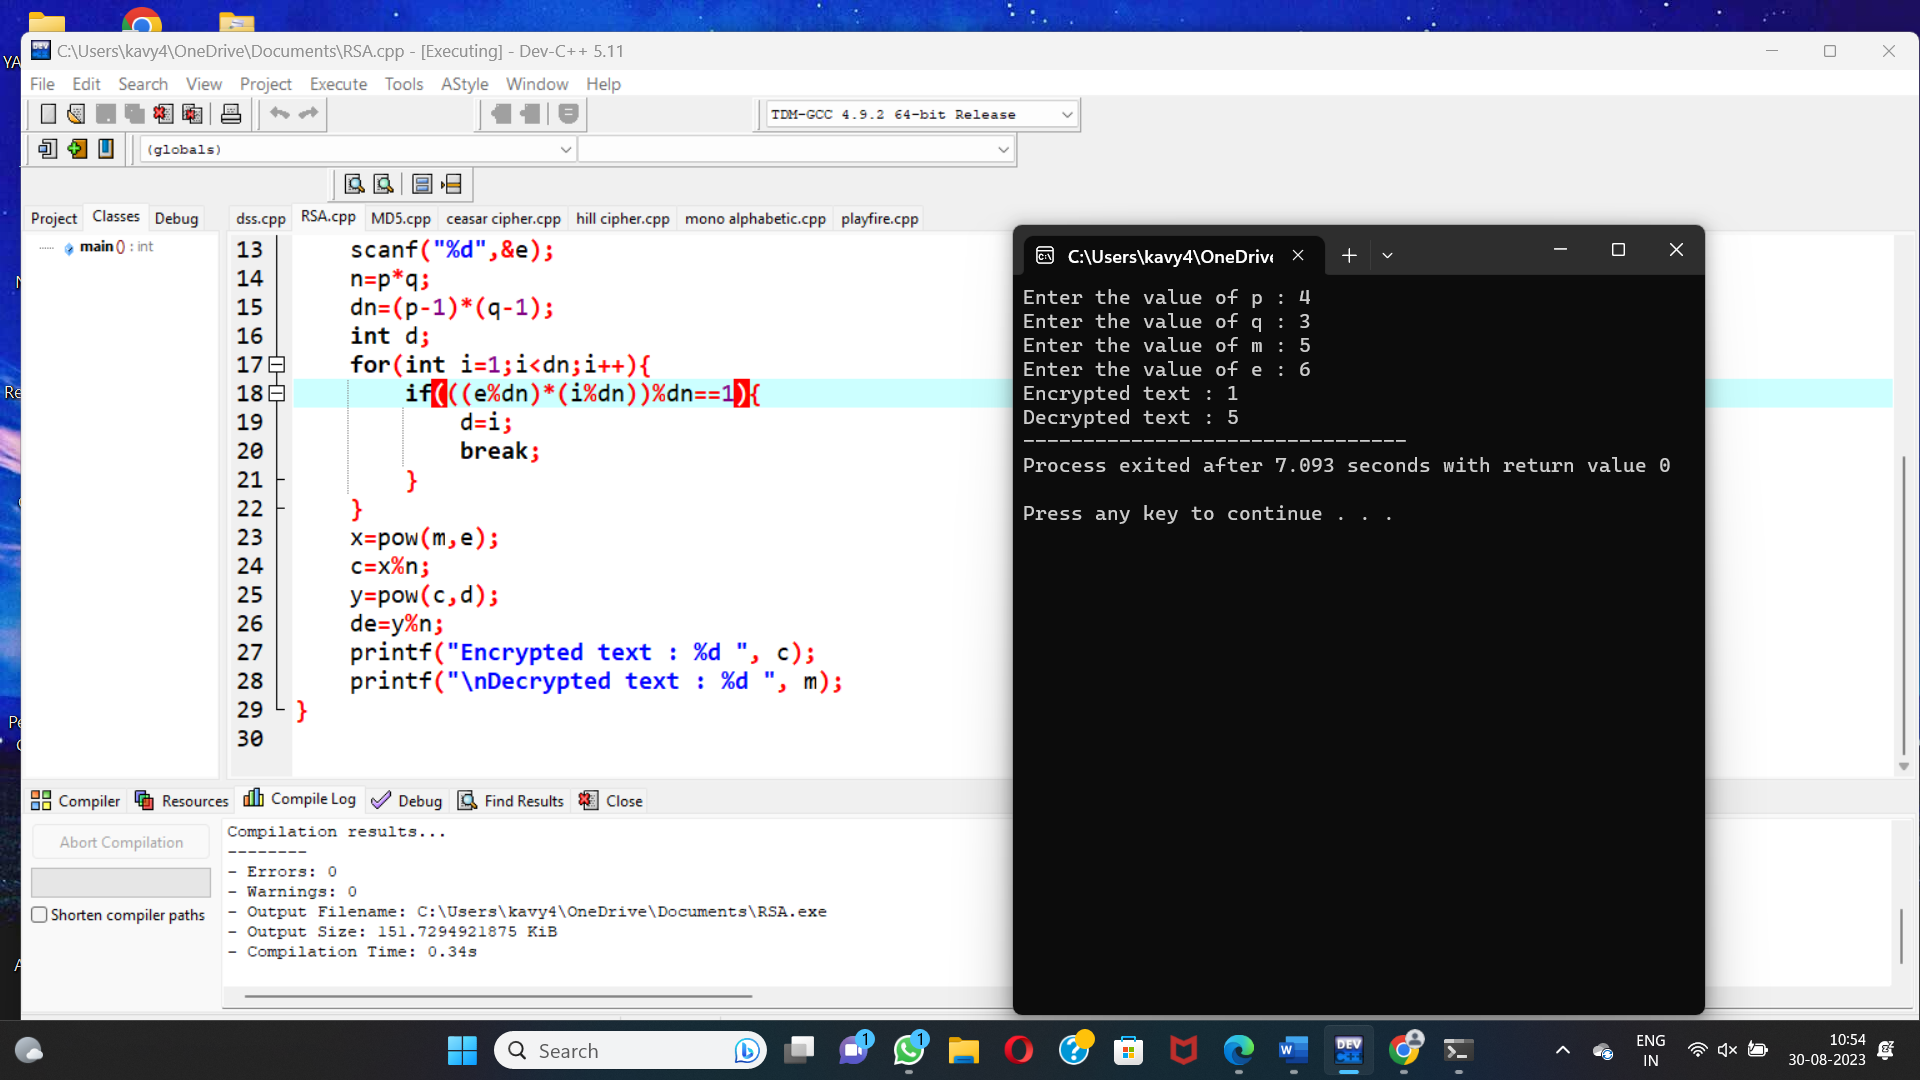 C:\Users\kavy4\OneDrive\Documents\RSA.cpp - [Executing] - Dev-C++ 5.11
File Edit Search View Project Execute Tools AStyle Window Help
TDM-GCC 4.9.2 64-bit Release
(globals)
Project Classes Debug
dss.cpp RSA.cpp MD5.cpp ceasar cipher.cpp hill cipher.cpp mono alphabetic.cpp playfire.cpp
main() : int
13 scanf("%d",&e);
14 n=p*q;
15 dn=(p-1)*(q-1);
16 int d;
17 for(int i=1;i<dn;i++){
18 if(((e%dn)*(i%dn))%dn==1){
19 d=i;
20 break;
21 }
22 }
23 x=pow(m,e);
24 c=x%n;
25 y=pow(c,d);
26 de=y%n;
27 printf("Encrypted text : %d ", c);
28 printf("\nDecrypted text : %d ", m);
29 }
30
C:\Users\kavy4\OneDrive
Enter the value of p : 4
Enter the value of q : 3
Enter the value of m : 5
Enter the value of e : 6
Encrypted text : 1
Decrypted text : 5
--------------------------------
Process exited after 7.093 seconds with return value 0
Press any key to continue . . .
Compiler Resources Compile Log Debug Find Results Close
Abort Compilation
Shorten compiler paths
Compilation results...
--------
- Errors: 0
- Warnings: 0
- Output Filename: C:\Users\kavy4\OneDrive\Documents\RSA.exe
- Output Size: 151.7294921875 KiB
- Compilation Time: 0.34s
Search
1
1
DEV
C++
ENG
IN
10:54
30-08-2023